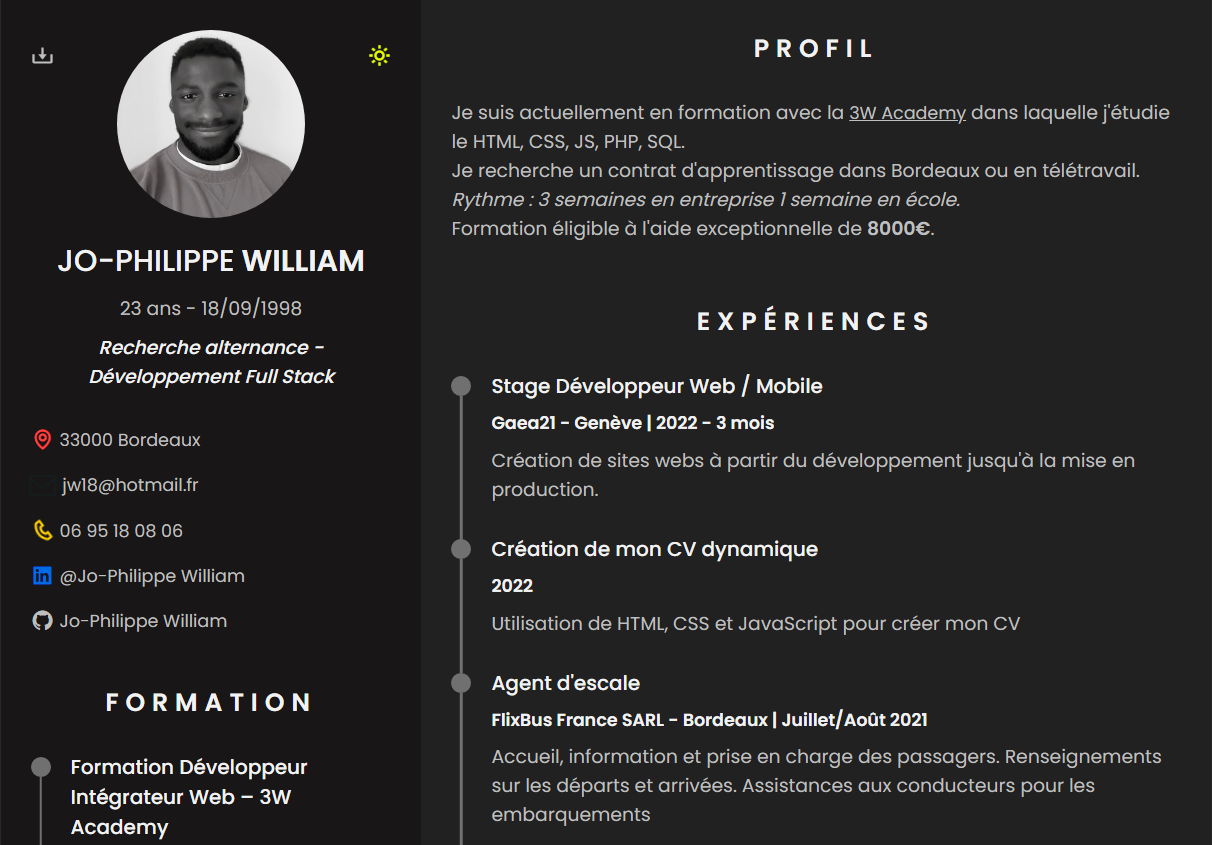 JO-PHILIPPE WILLIAM
23 ans - 18/09/1998
Recherche alternance -
Développement Full Stack
33000 Bordeaux
jw18@hotmail.fr
06 95 18 08 06
@Jo-Philippe William
Jo-Philippe William
FORMATION
Formation Développeur
Intégrateur Web – 3W
Academy
PROFIL
Je suis actuellement en formation avec la 3W Academy dans laquelle j'étudie
le HTML, CSS, JS, PHP, SQL.
Je recherche un contrat d'apprentissage dans Bordeaux ou en télétravail.
Rythme : 3 semaines en entreprise 1 semaine en école.
Formation éligible à l'aide exceptionnelle de 8000€.
EXPÉRIENCES
Stage Développeur Web / Mobile
Gaea21 - Genève | 2022 - 3 mois
Création de sites webs à partir du développement jusqu'à la mise en
production.
Création de mon CV dynamique
2022
Utilisation de HTML, CSS et JavaScript pour créer mon CV
Agent d'escale
FlixBus France SARL - Bordeaux | Juillet/Août 2021
Accueil, information et prise en charge des passagers. Renseignements
sur les départs et arrivées. Assistances aux conducteurs pour les
embarquements